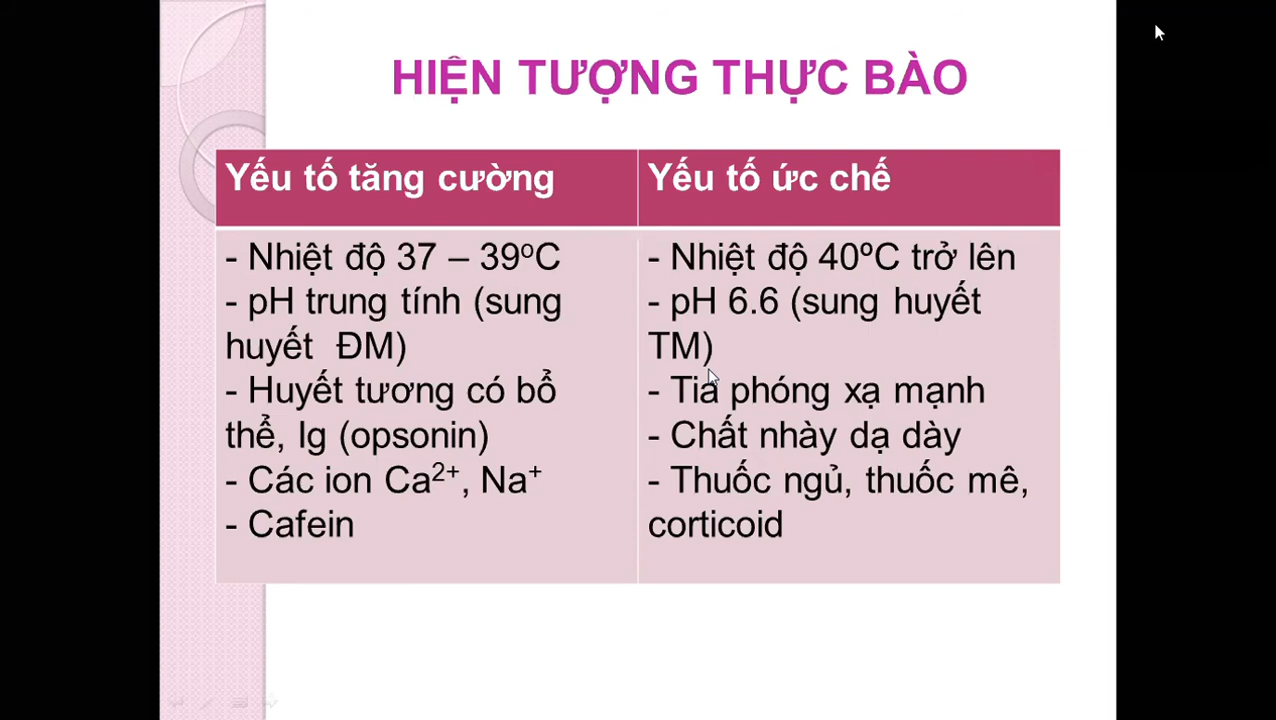 HIỆN TƯỢNG THỰC BÀO
Yếu tố tăng cường
- Nhiệt độ 37 – 39ºC
- pH trung tính (sung
huyết ĐM)
- Huyết tương có bổ
thể, Ig (opsonin)
- Các ion Ca²⁺, Na⁺
- Cafein
Yếu tố ức chế
- Nhiệt độ 40ºC trở lên
- pH 6.6 (sung huyết
TM)
- Tia phóng xạ mạnh
- Chất nhày dạ dày
- Thuốc ngủ, thuốc mê,
corticoid